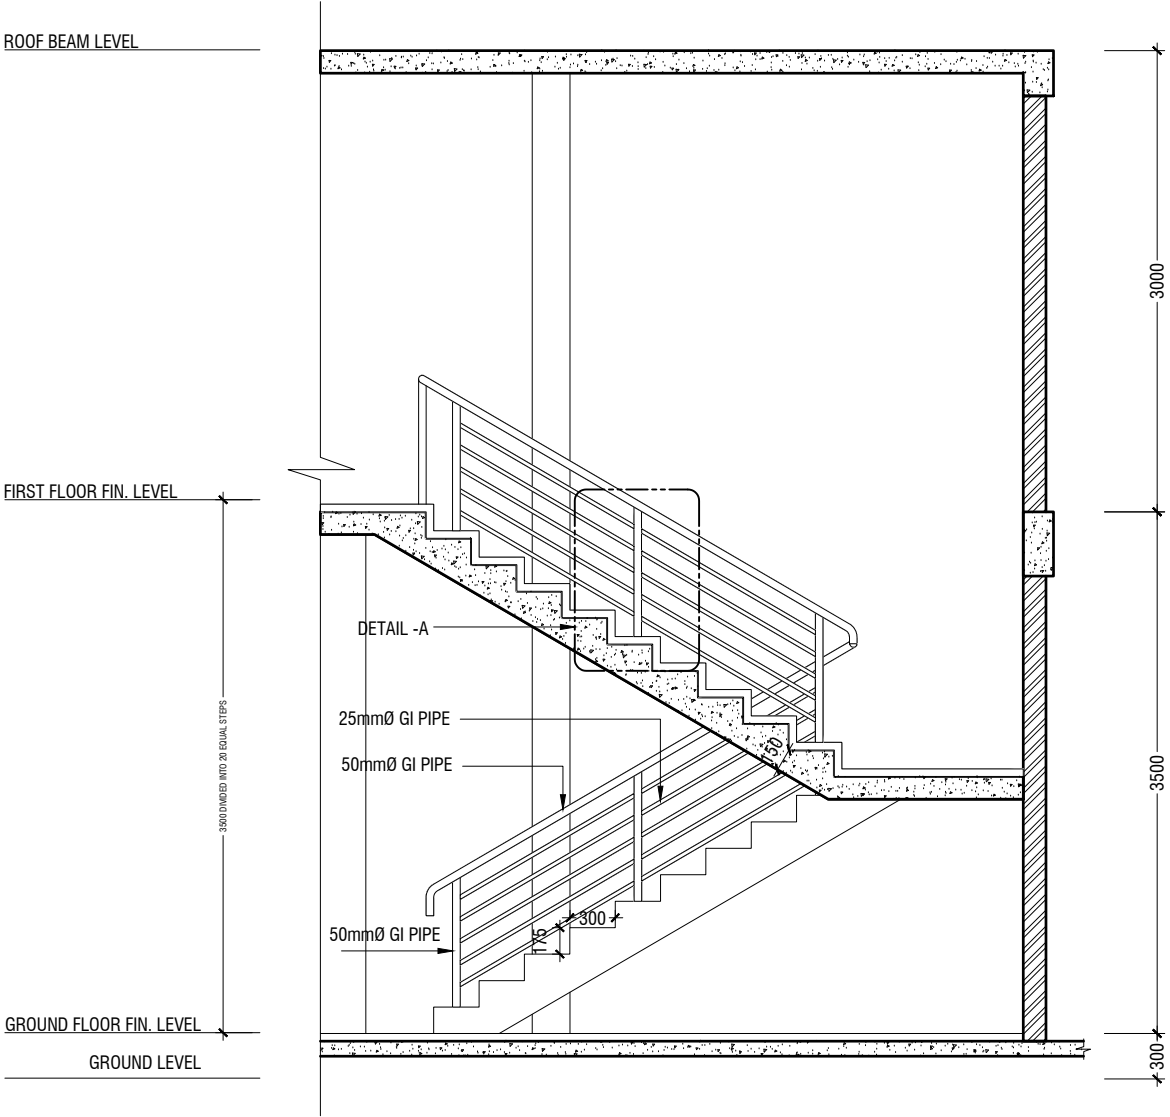 ROOF BEAM LEVEL
3000
FIRST FLOOR FIN. LEVEL
DETAIL -A
25mmØ GI PIPE
50mmØ GI PIPE
150
3500 DIVIDED INTO 20 EQUAL STEPS
3500
300
175
50mmØ GI PIPE
GROUND FLOOR FIN. LEVEL
GROUND LEVEL
300